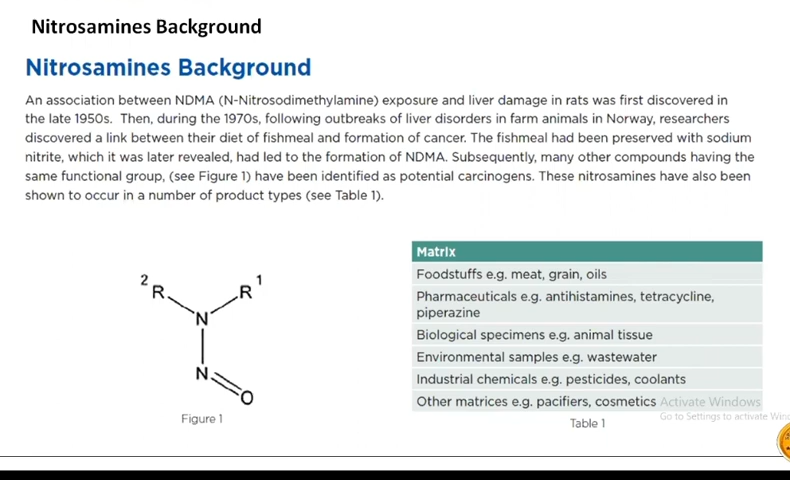 Nitrosamines Background
Nitrosamines Background
An association between NDMA (N-Nitrosodimethylamine) exposure and liver damage in rats was first discovered in
the late 1950s. Then, during the 1970s, following outbreaks of liver disorders in farm animals in Norway, researchers
discovered a link between their diet of fishmeal and formation of cancer. The fishmeal had been preserved with sodium
nitrite, which it was later revealed, had led to the formation of NDMA. Subsequently, many other compounds having the
same functional group, (see Figure 1) have been identified as potential carcinogens. These nitrosamines have also been
shown to occur in a number of product types (see Table 1).
2
R
R
1
N
N
O
Figure 1
Matrix
Foodstuffs e.g. meat, grain, oils
Pharmaceuticals e.g. antihistamines, tetracycline,
piperazine
Biological specimens e.g. animal tissue
Environmental samples e.g. wastewater
Industrial chemicals e.g. pesticides, coolants
Other matrices e.g. pacifiers, cosmetics
Table 1
Activate Windows
Go to Settings to activate Win